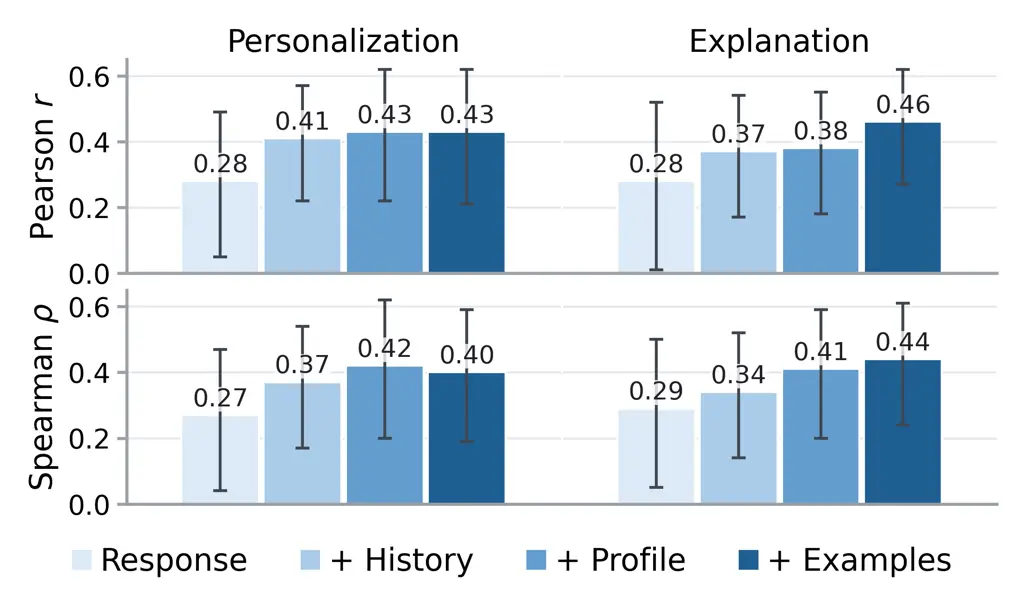 Personalization Explanation
Pearson r
0.6
0.4
0.2
0.0
0.28 0.41 0.43 0.43
0.28 0.37 0.38 0.46
Spearman ρ
0.6
0.4
0.2
0.0
0.27 0.37 0.42 0.40
0.29 0.34 0.41 0.44
Response + History + Profile + Examples